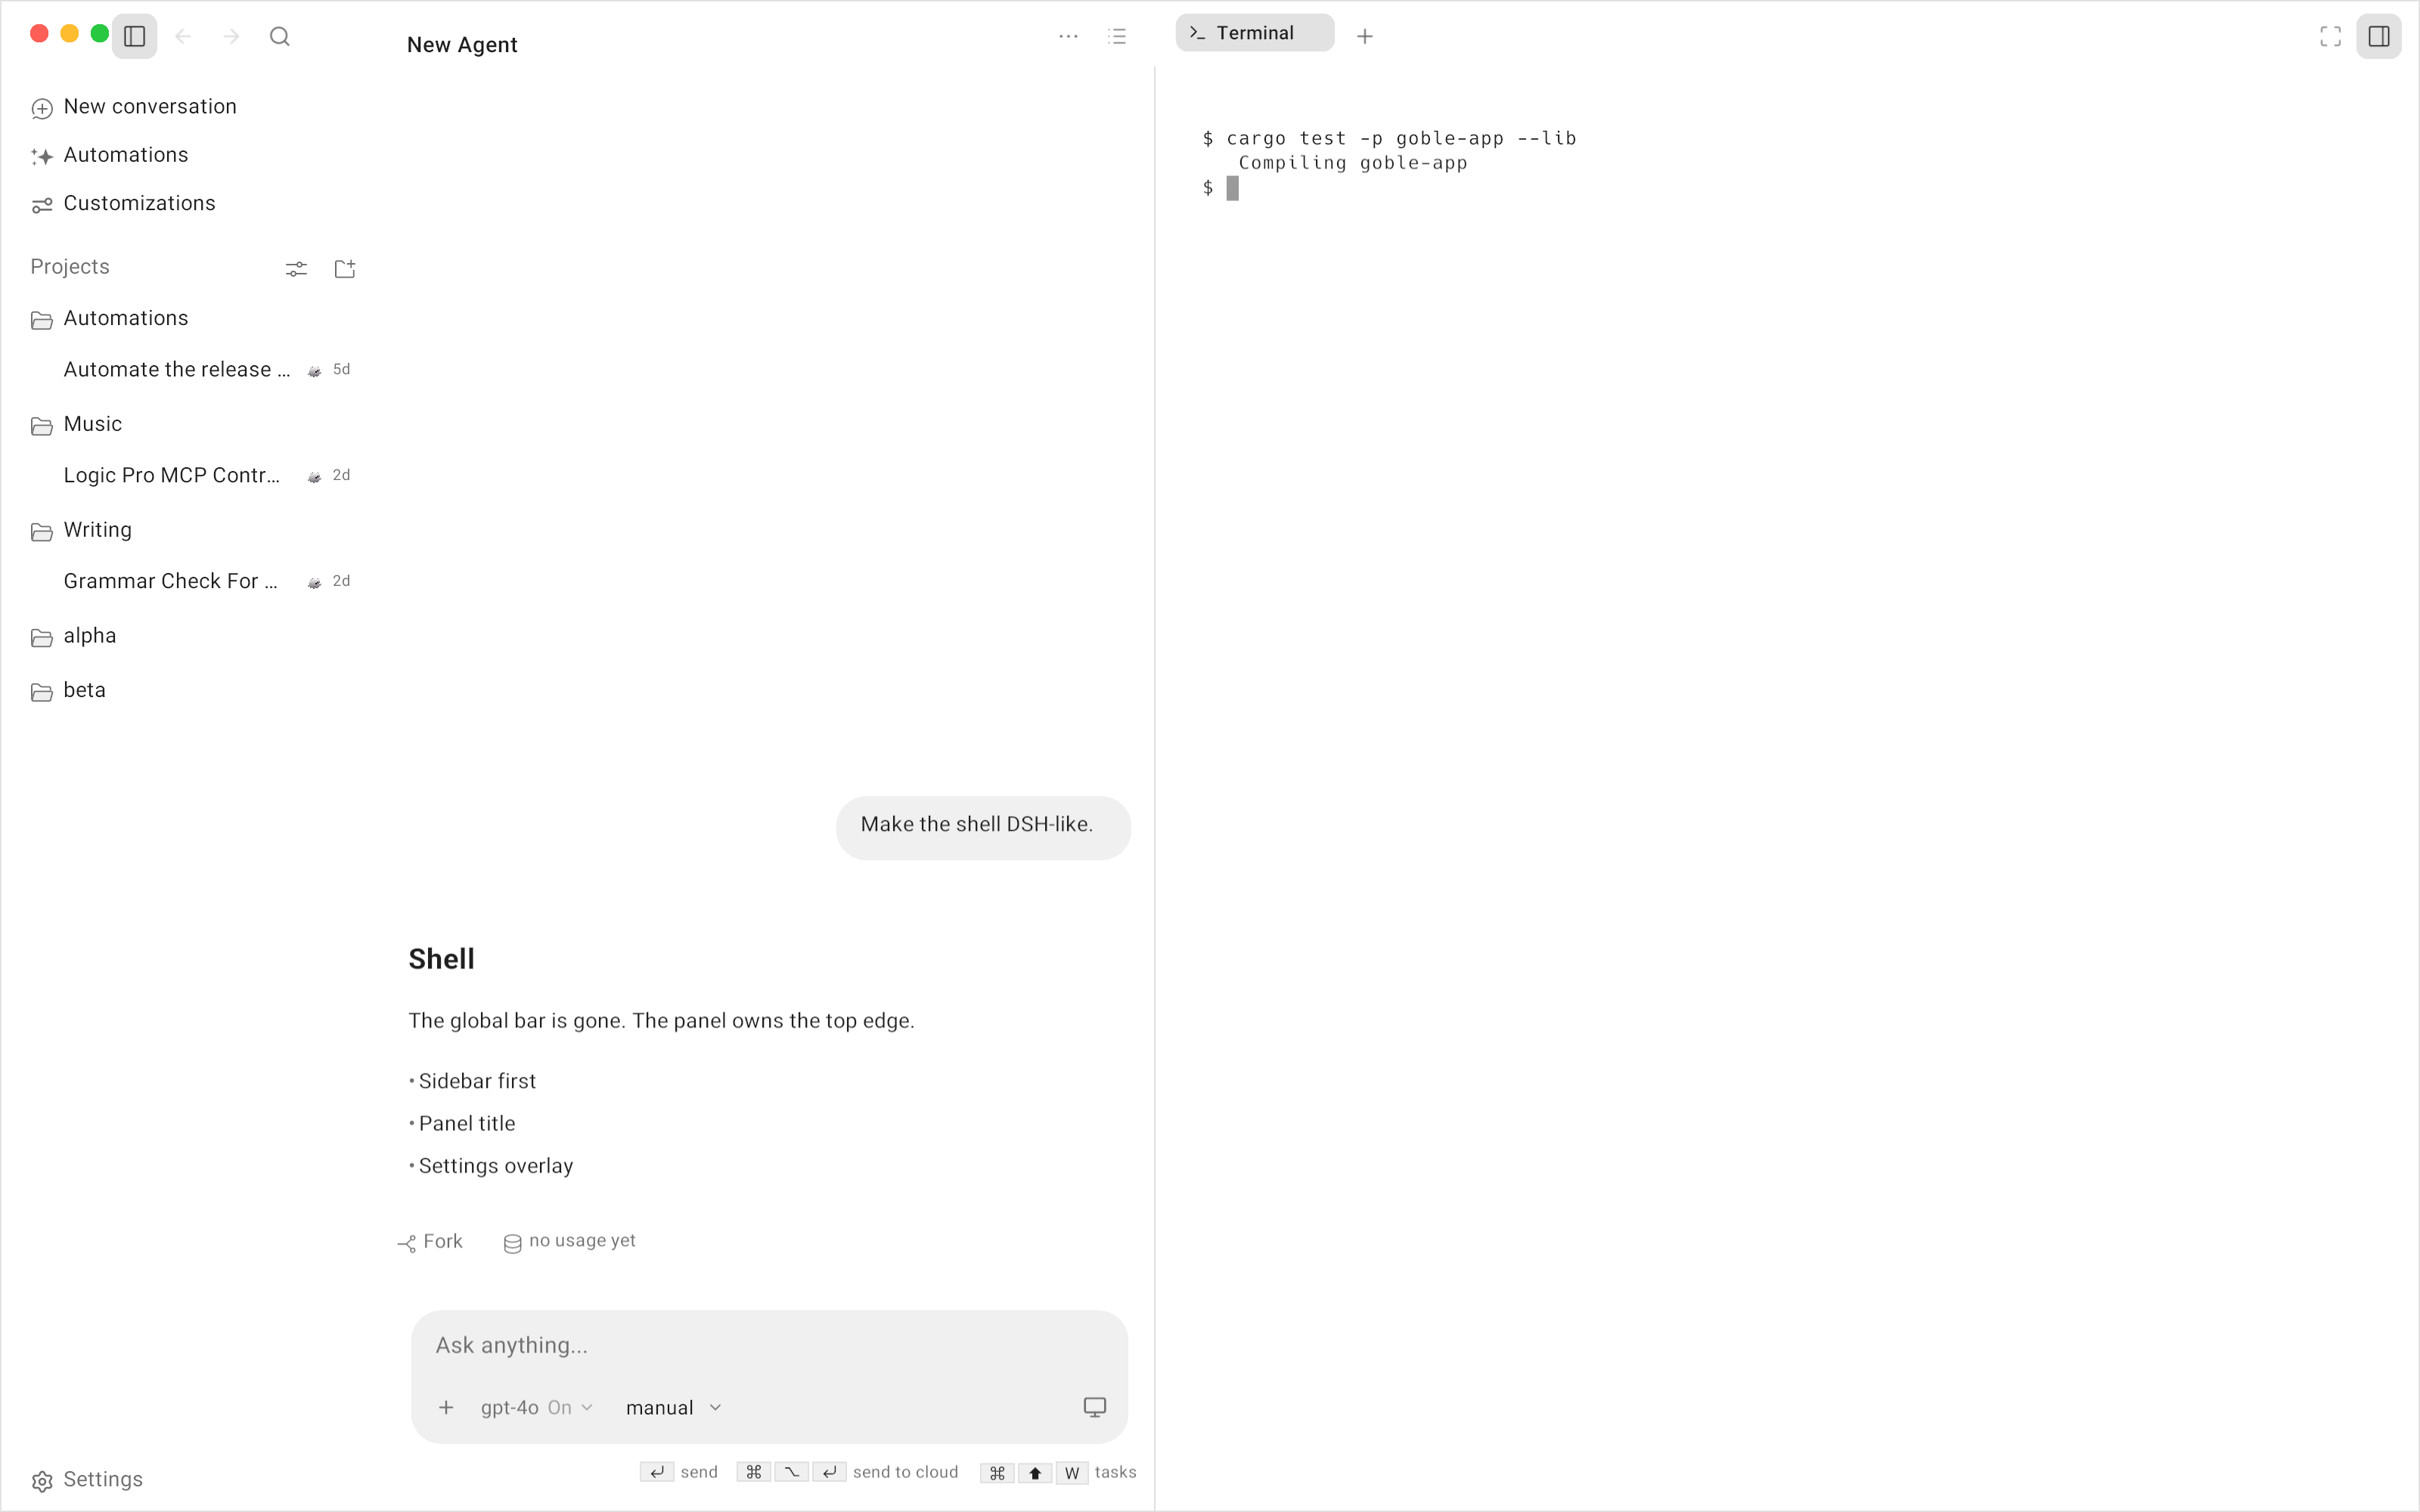 New Agent
Terminal
New conversation
Automations
Customizations
Projects
Automations
Automate the release ... 5d
Music
Logic Pro MCP Contr... 2d
Writing
Grammar Check For ... 2d
alpha
beta
Settings
Make the shell DSH-like.
Shell
The global bar is gone. The panel owns the top edge.
• Sidebar first
• Panel title
• Settings overlay
Fork no usage yet
Ask anything...
gpt-4o On manual
send ⌘ ⌥ send to cloud ⌘ W tasks
$ cargo test -p goble-app --lib
Compiling goble-app
$